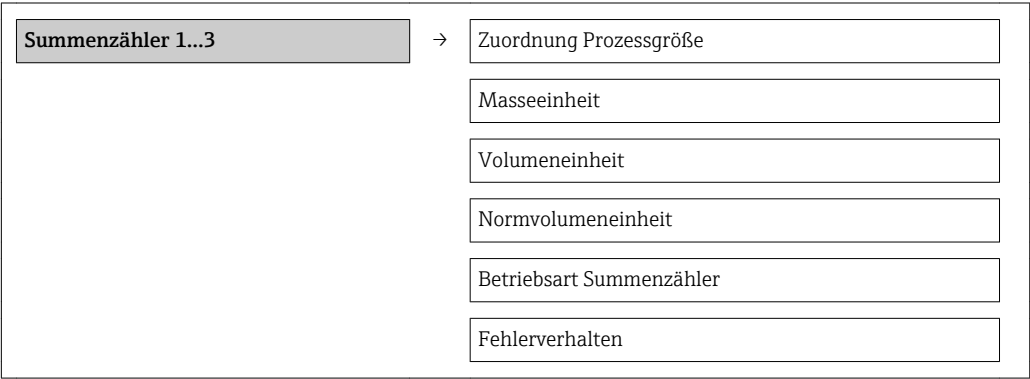 Summenzähler 1…3 → Zuordnung Prozessgröße
Masseeinheit
Volumeneinheit
Normvolumeneinheit
Betriebsart Summenzähler
Fehlerverhalten